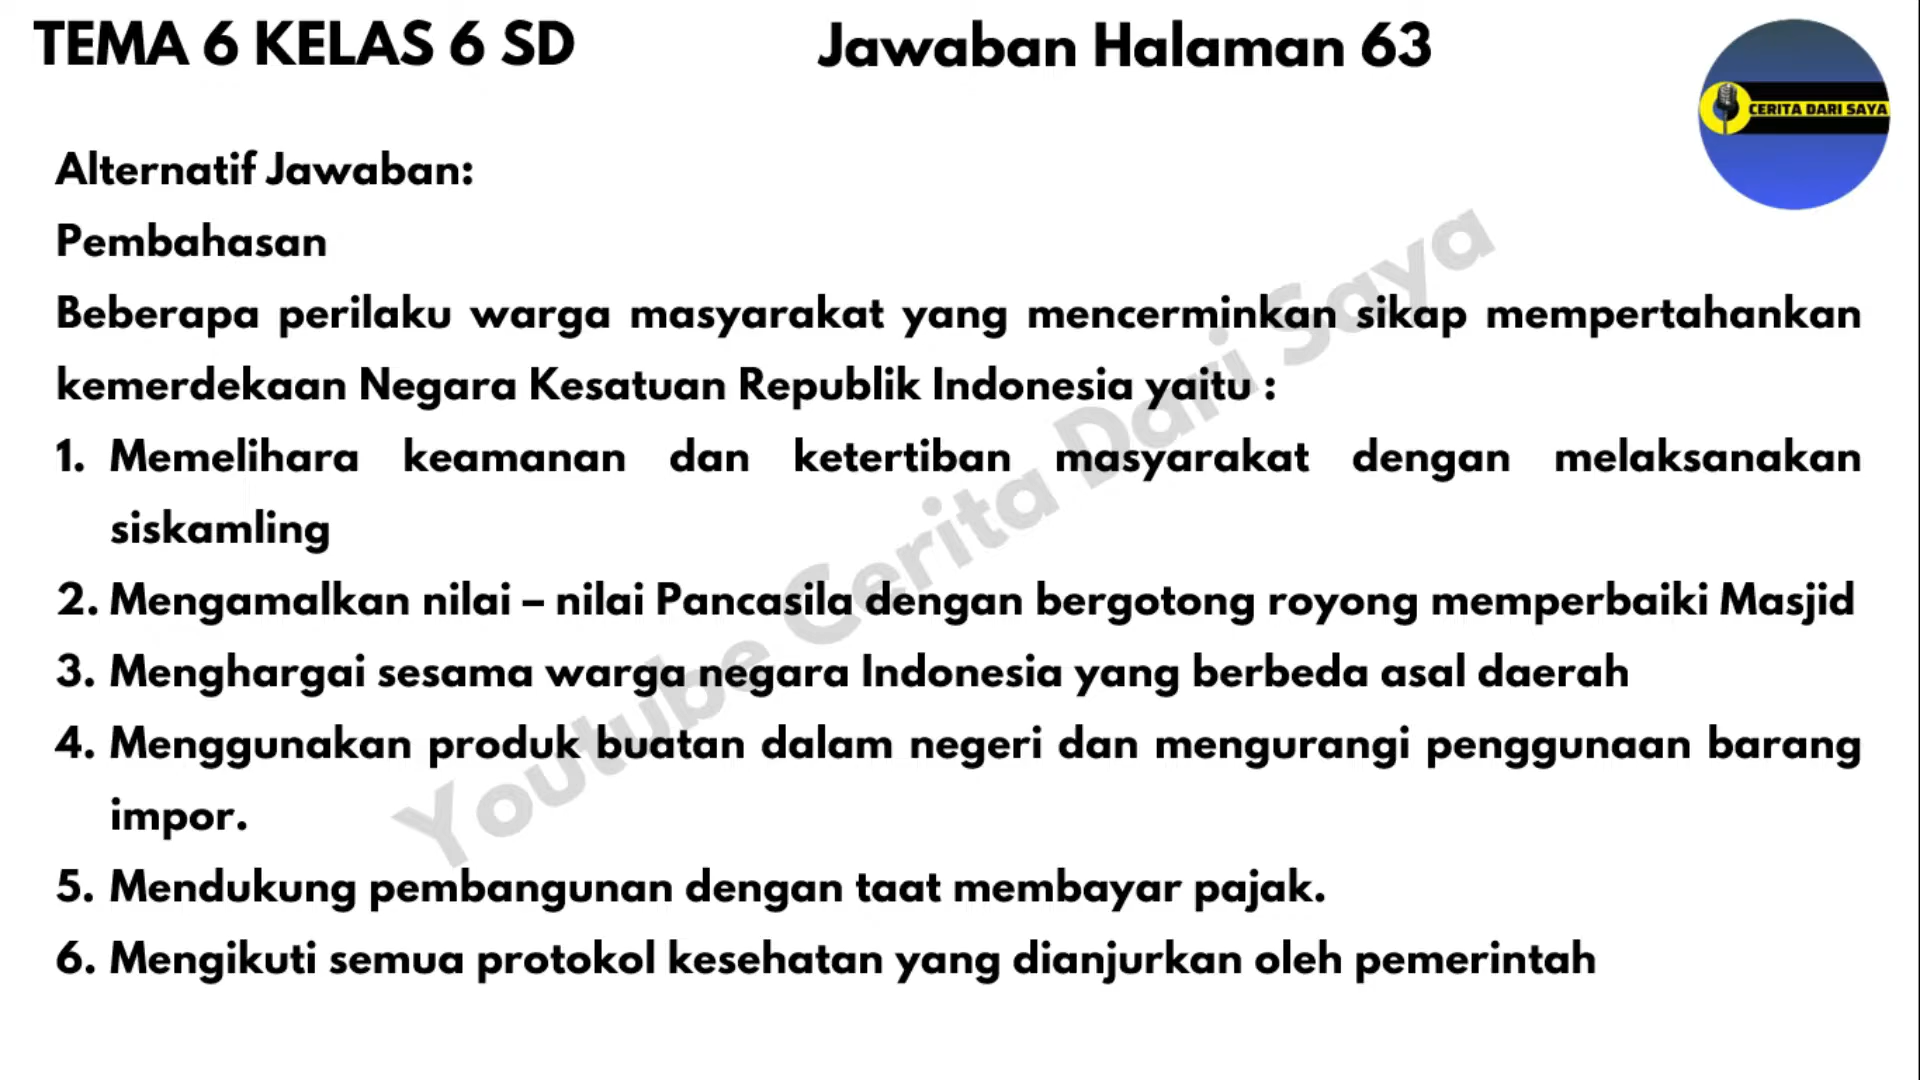 TEMA 6 KELAS 6 SD
Jawaban Halaman 63
CERITA DARI SAYA
Alternatif Jawaban:
Pembahasan
Beberapa perilaku warga masyarakat yang mencerminkan sikap mempertahankan
kemerdekaan Negara Kesatuan Republik Indonesia yaitu :
1. Memelihara keamanan dan ketertiban masyarakat dengan melaksanakan
siskamling
2. Mengamalkan nilai – nilai Pancasila dengan bergotong royong memperbaiki Masjid
3. Menghargai sesama warga negara Indonesia yang berbeda asal daerah
4. Menggunakan produk buatan dalam negeri dan mengurangi penggunaan barang
impor.
5. Mendukung pembangunan dengan taat membayar pajak.
6. Mengikuti semua protokol kesehatan yang dianjurkan oleh pemerintah
Youtube Cerita Dari Saya